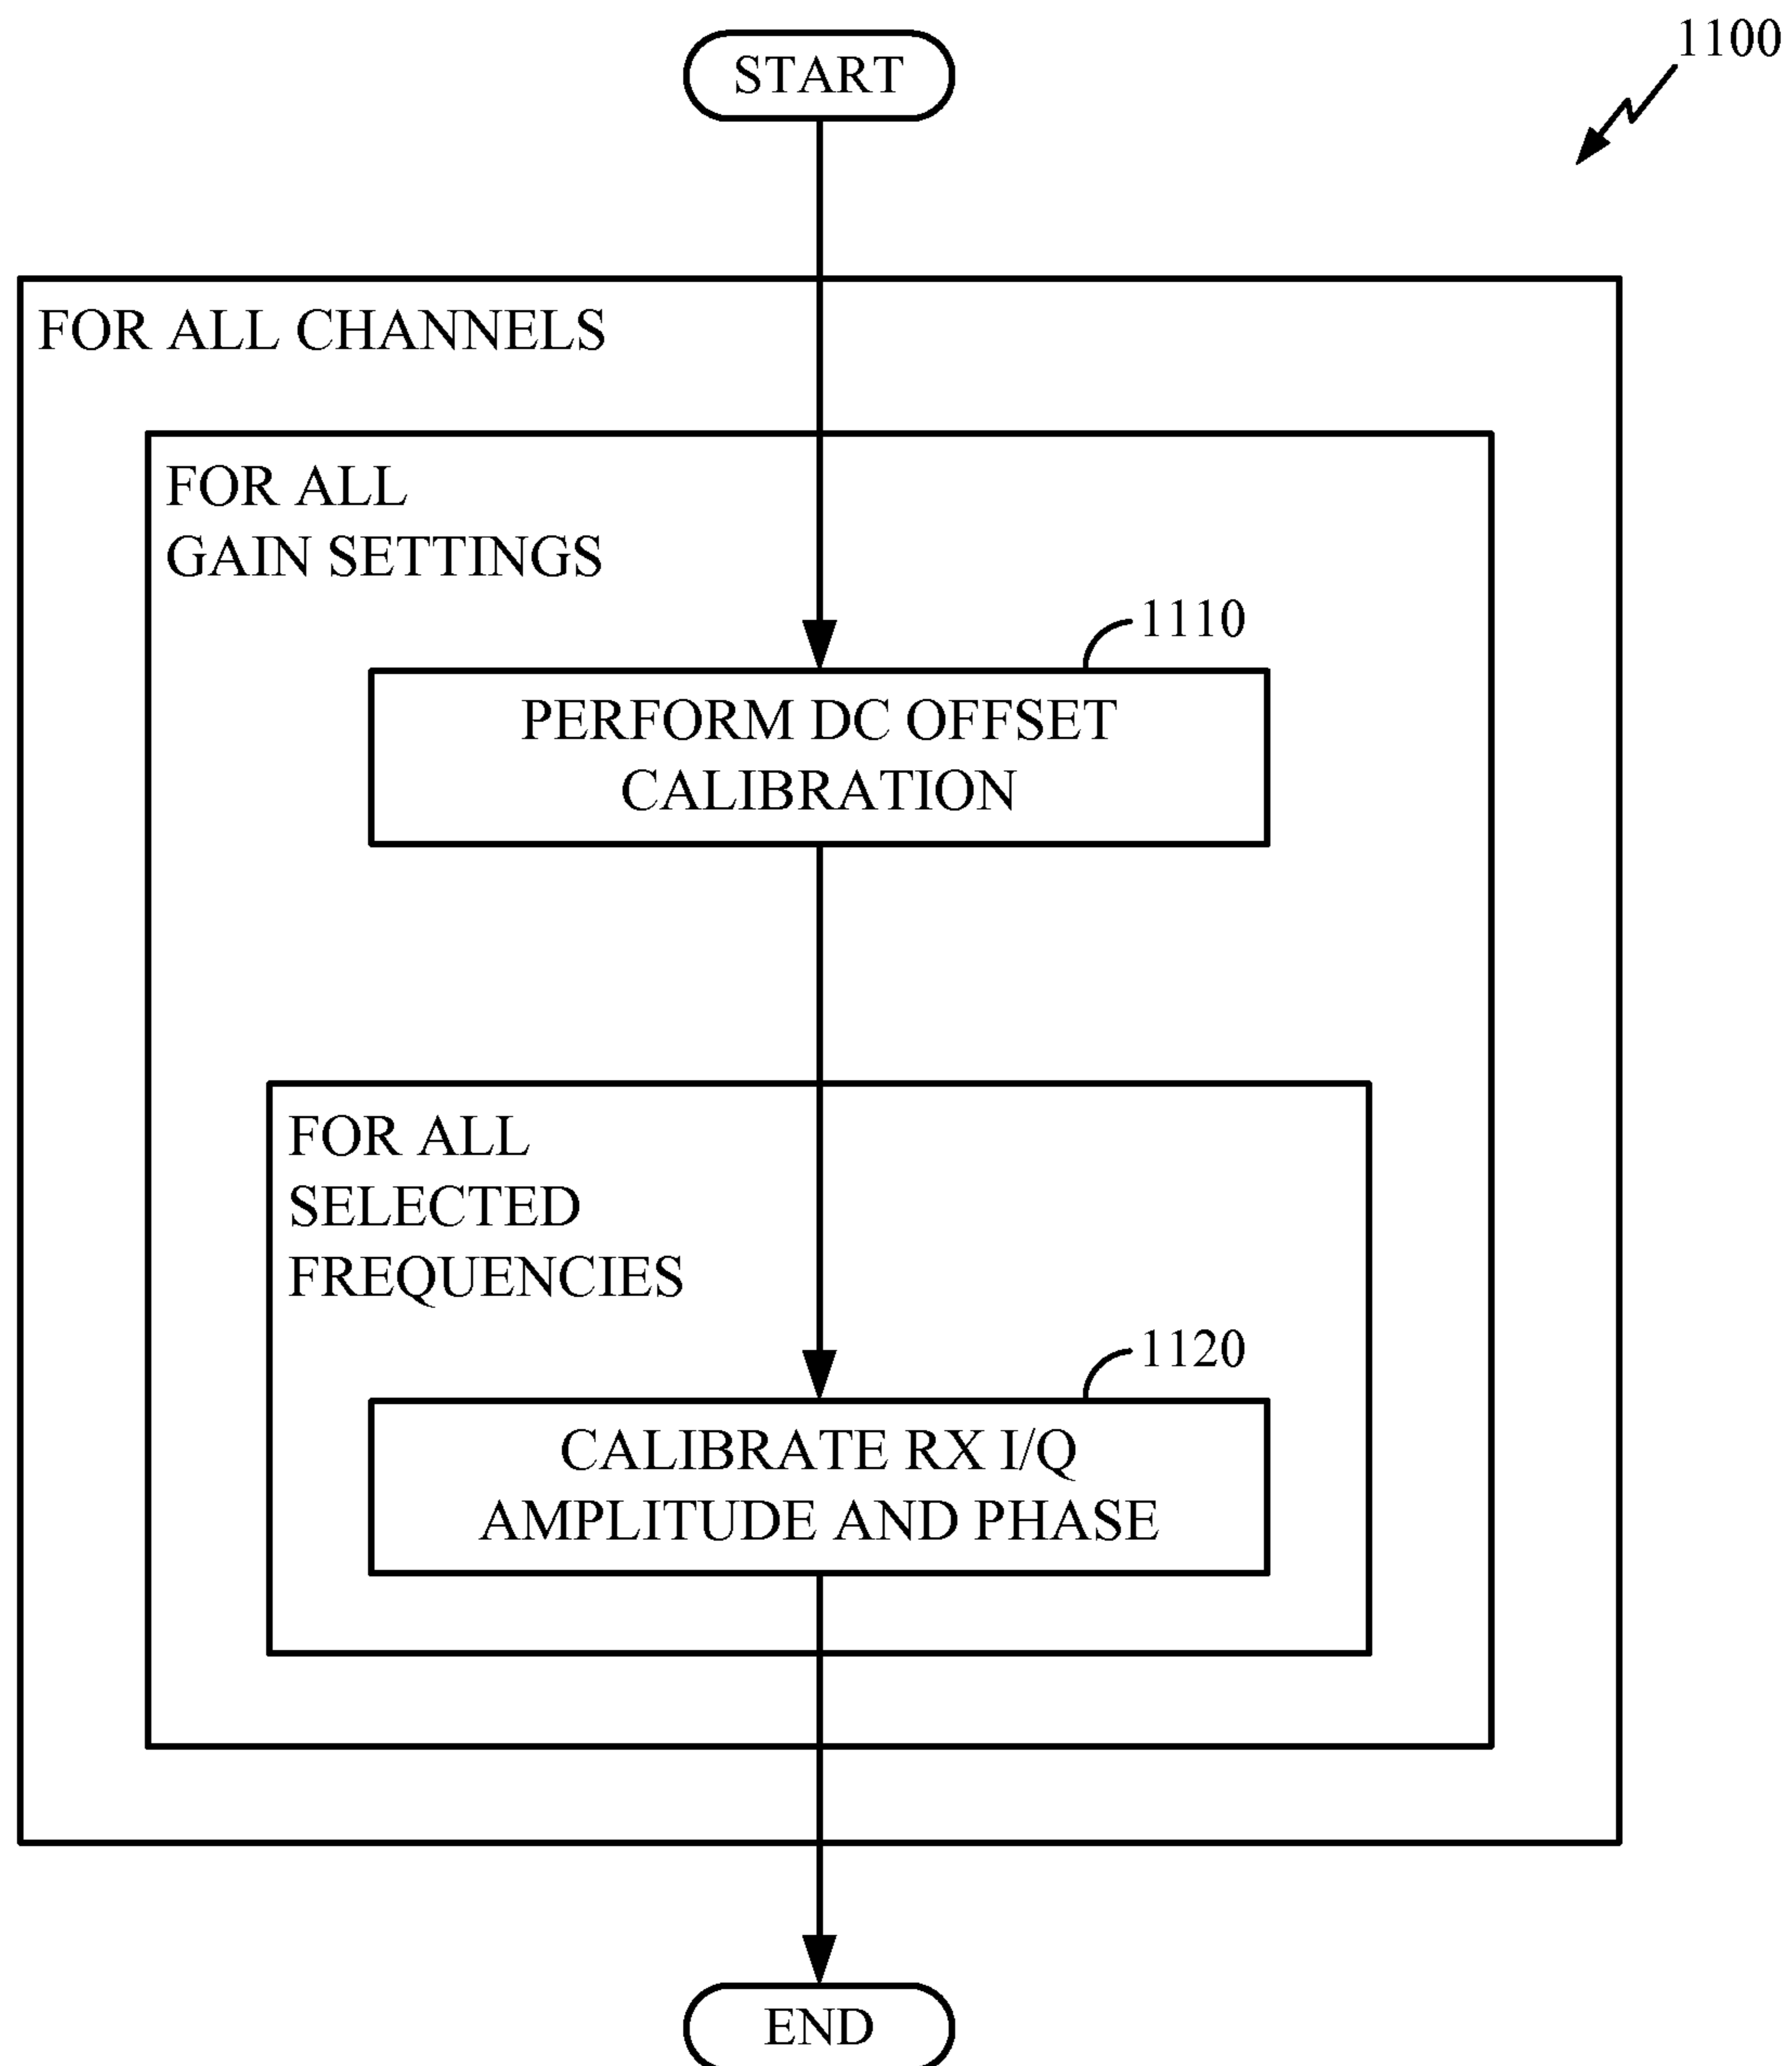 1100
START
FOR ALL CHANNELS
FOR ALL
GAIN SETTINGS
1110
PERFORM DC OFFSET
CALIBRATION
FOR ALL
SELECTED
FREQUENCIES
1120
CALIBRATE RX I/Q
AMPLITUDE AND PHASE
END